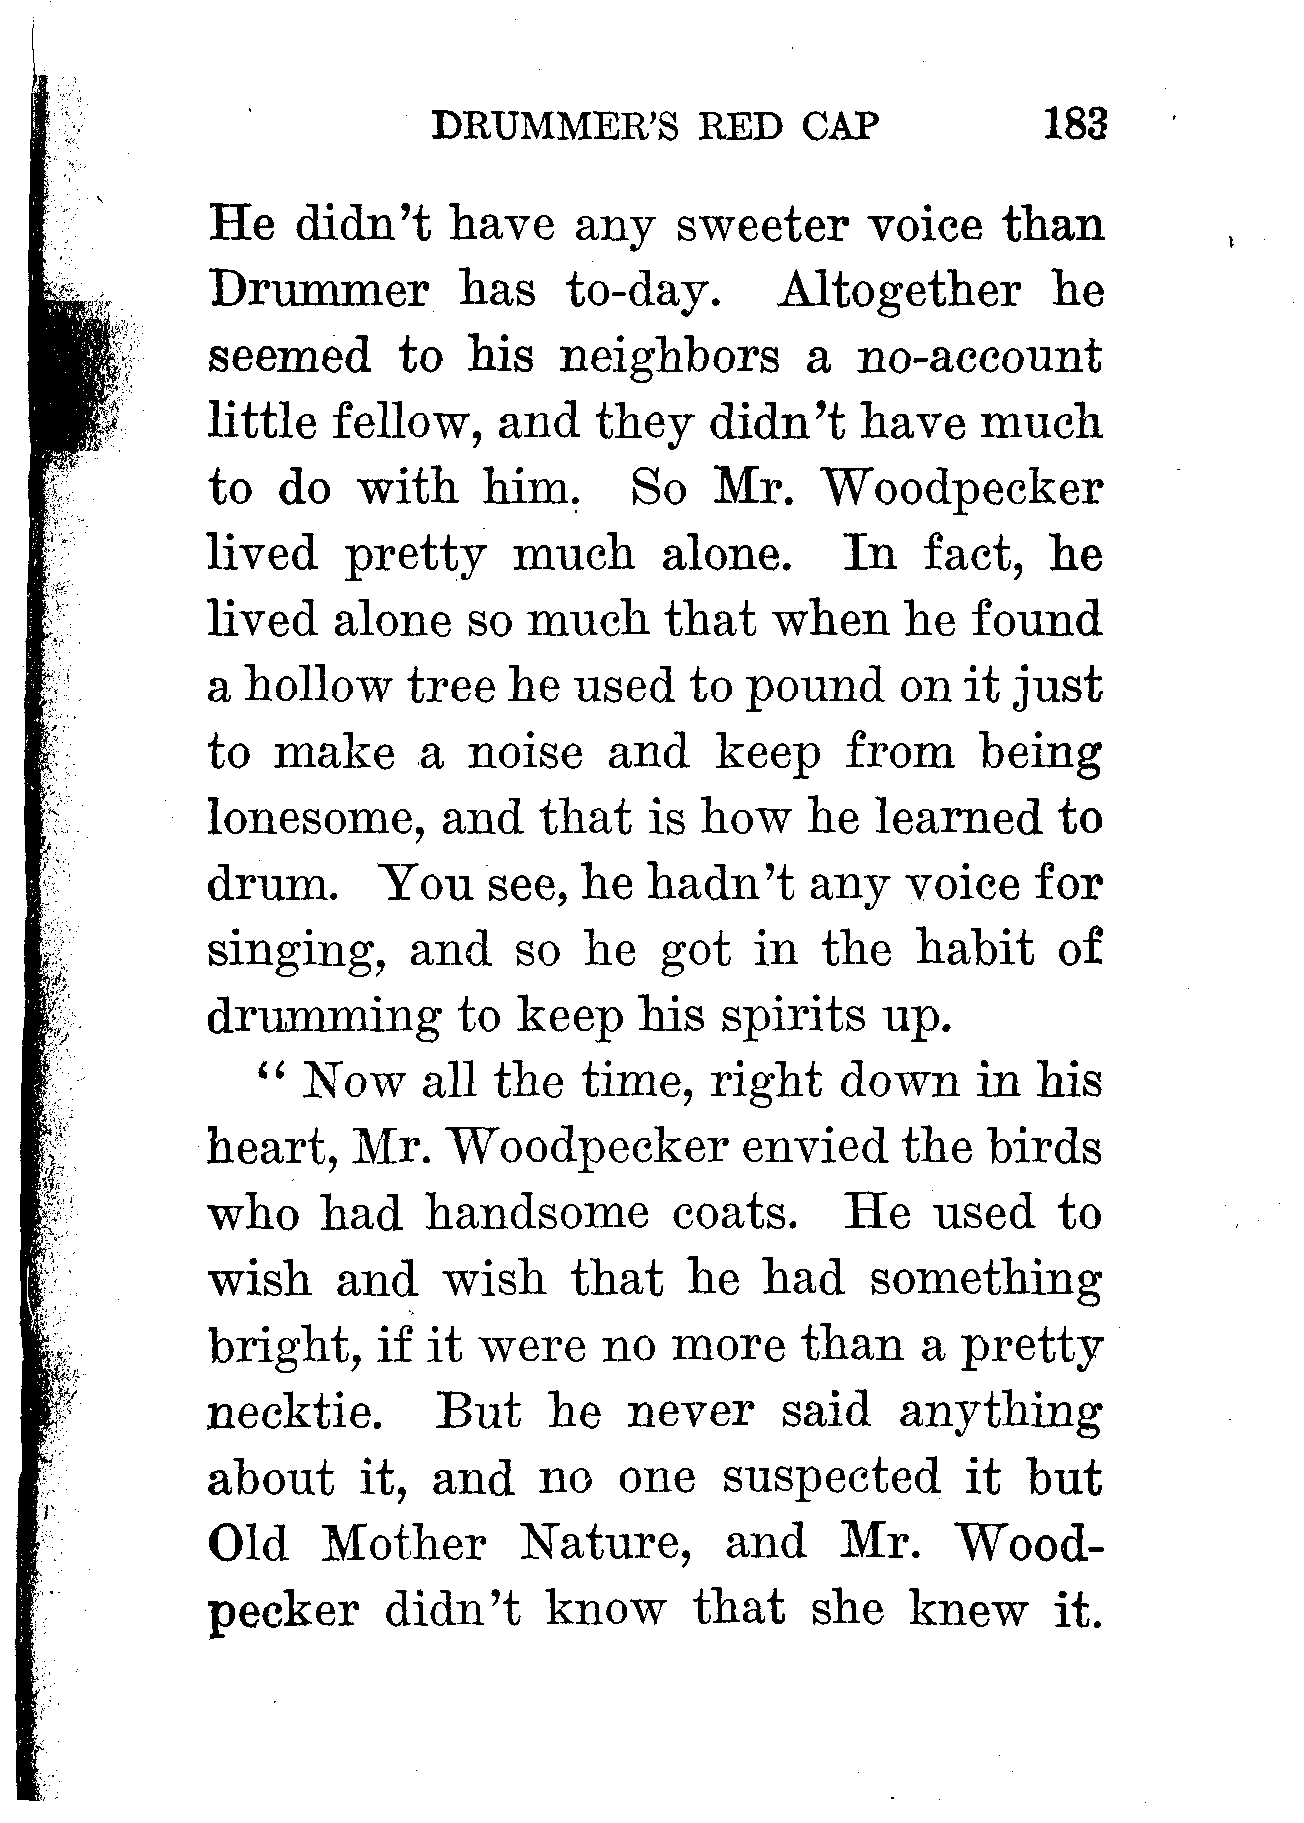 DRUMMER'S RED CAP 183
He didn't have any sweeter voice than
Drummer has to-day. Altogether he
seemed to his neighbors a no-account
little fellow, and they didn't have much
to do with him. So Mr. Woodpecker
lived pretty much alone. In fact, he
lived alone so much that when he found
a hollow tree he used to pound on it just
to make a noise and keep from being
lonesome, and that is how he learned to
drum. You see, he hadn't any voice for
singing, and so he got in the habit of
drumming to keep his spirits up.
“ Now all the time, right down in his
heart, Mr. Woodpecker envied the birds
who had handsome coats. He used to
wish and wish that he had something
bright, if it were no more than a pretty
necktie. But he never said anything
about it, and no one suspected it but
Old Mother Nature, and Mr. Wood-
pecker didn't know that she knew it.